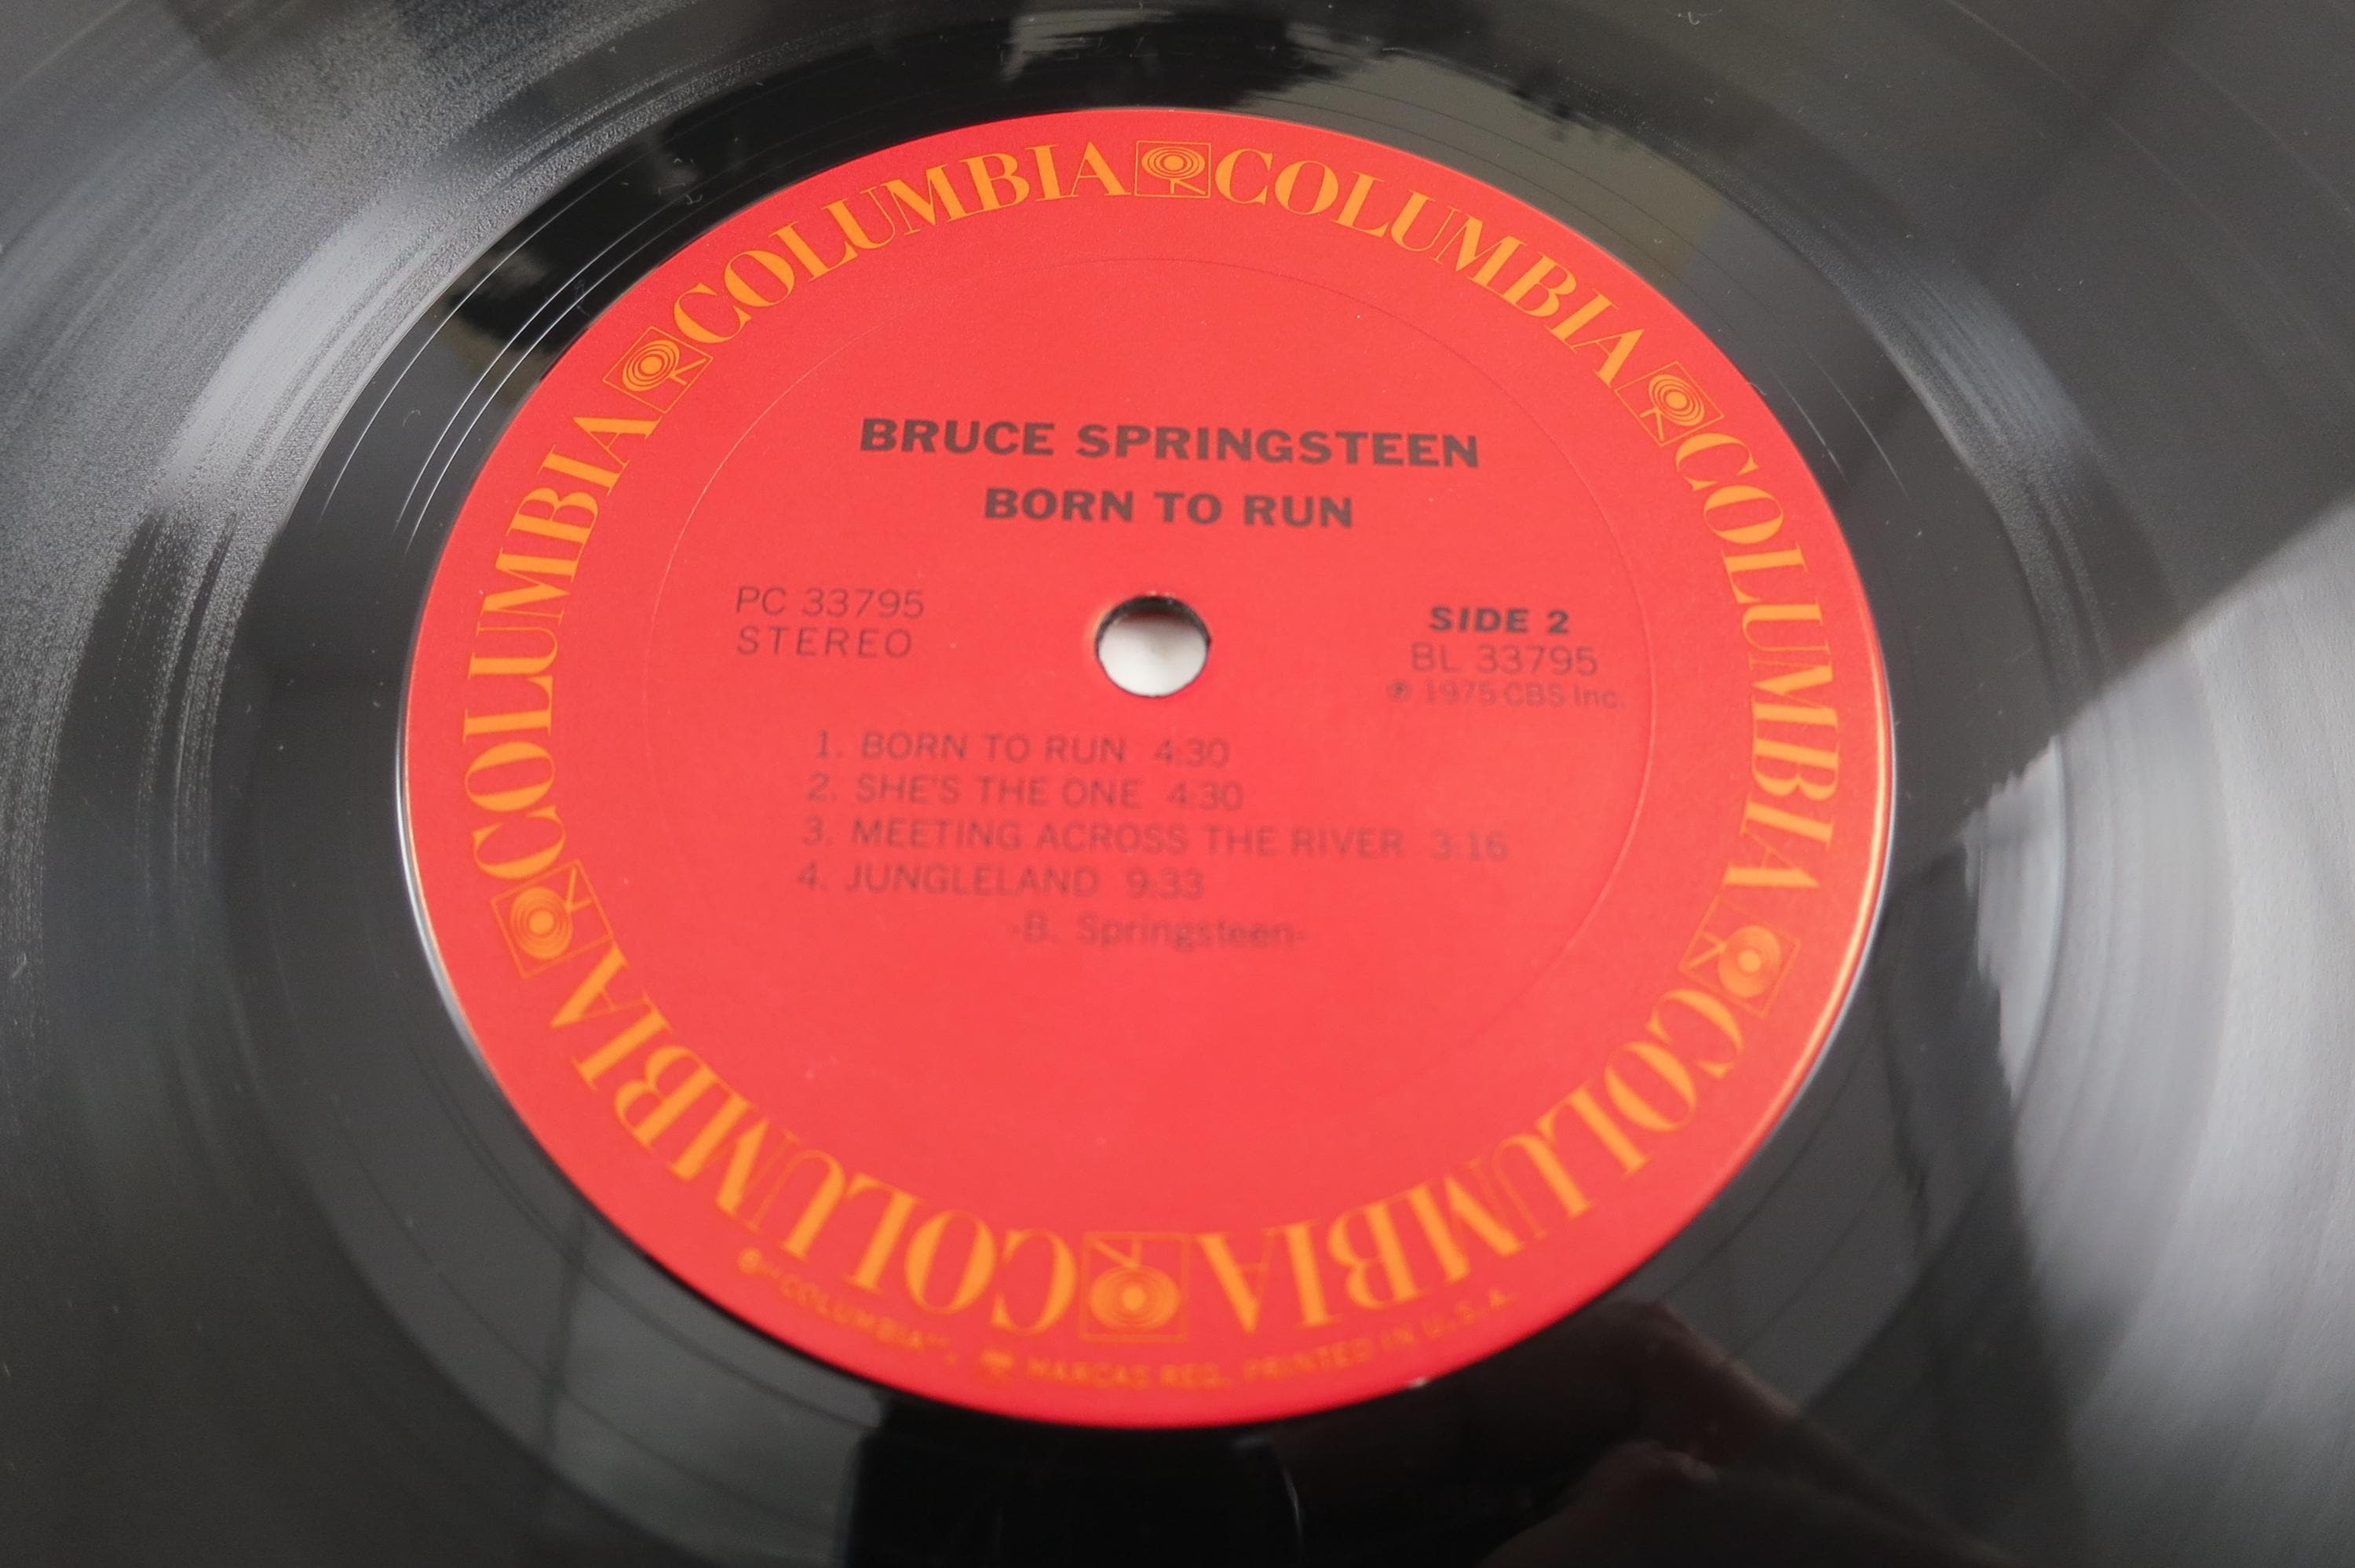 COLUMBIA COLUMBIA COLUMBIA COLUMBIA COLUMBIA COLUMBIA
BRUCE SPRINGSTEEN
BORN TO RUN
PC 33795
STEREO
SIDE 2
BL 33795
℗ 1975 CBS Inc.
1. BORN TO RUN 4:30
2. SHE'S THE ONE 4:30
3. MEETING ACROSS THE RIVER 3:16
4. JUNGLELAND 9:33
-B. Springsteen-
® "COLUMBIA", MARCAS REG. PRINTED IN U.S.A.